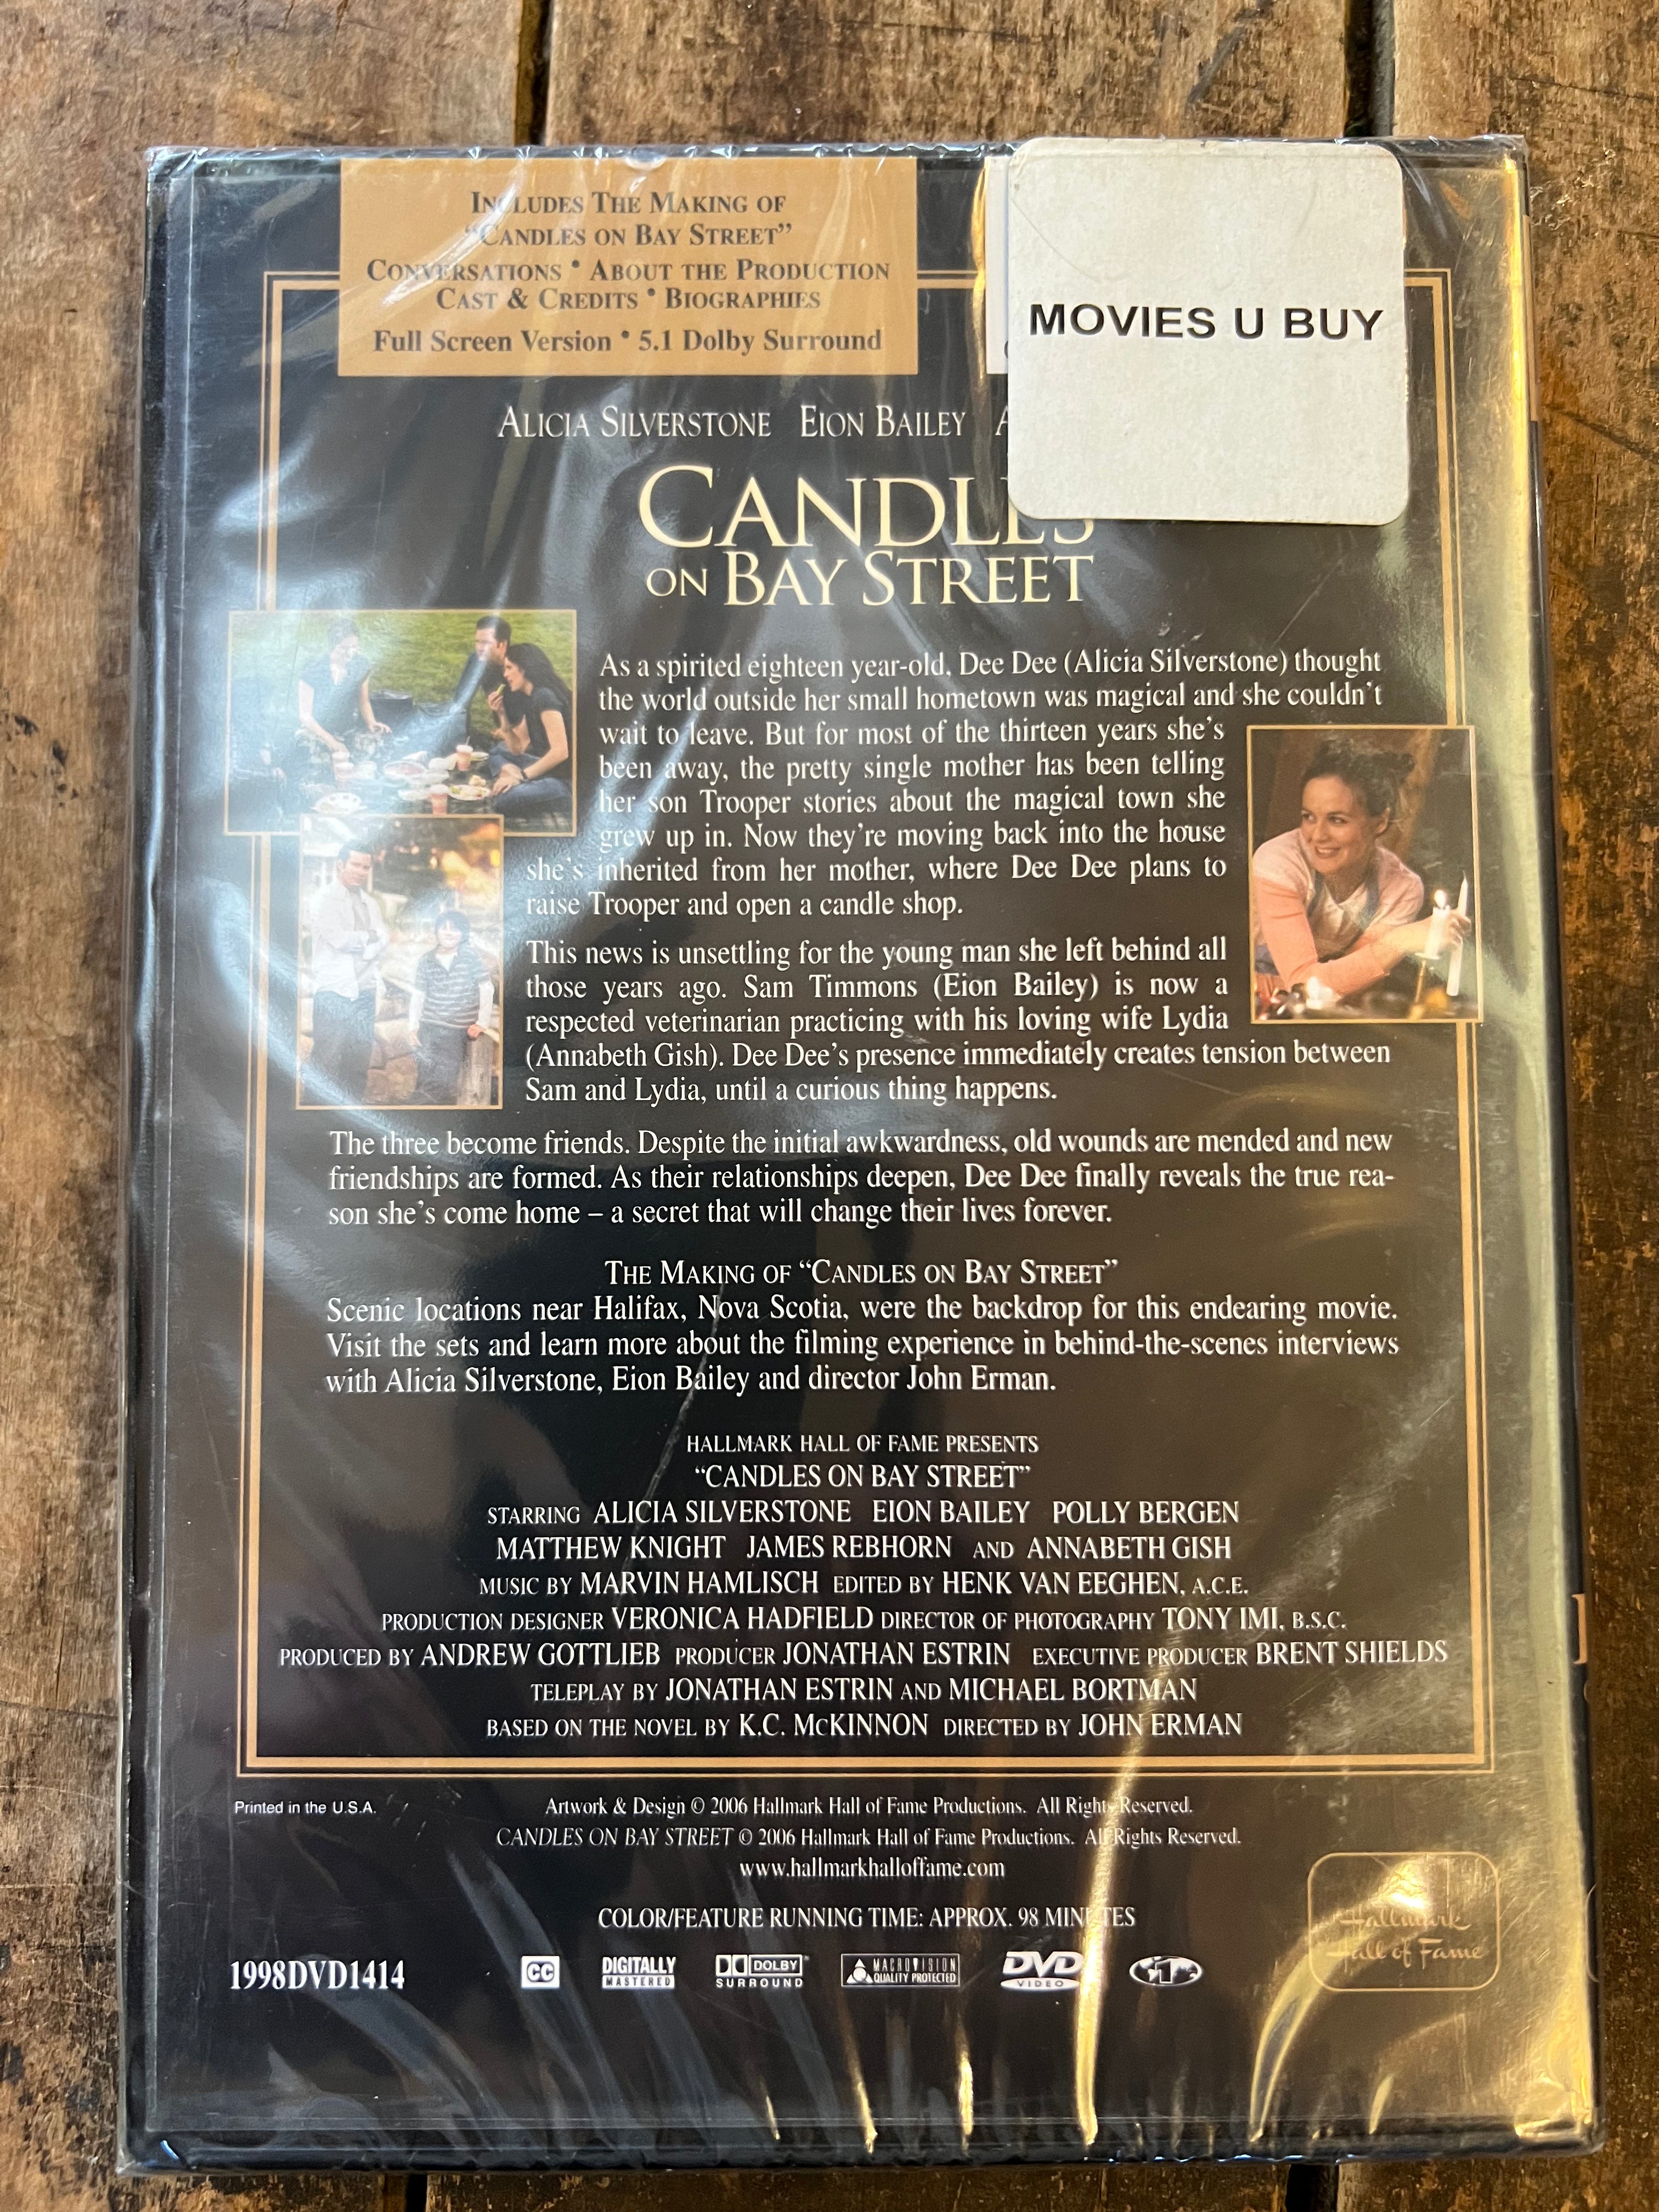 INCLUDES THE MAKING OF
“CANDLES ON BAY STREET”
CONVERSATIONS • ABOUT THE PRODUCTION
CAST & CREDITS • BIOGRAPHIES
Full Screen Version • 5.1 Dolby Surround
MOVIES U BUY
ALICIA SILVERSTONE EION BAILEY A
CANDLES
ON BAY STREET
As a spirited eighteen year-old, Dee Dee (Alicia Silverstone) thought
the world outside her small hometown was magical and she couldn’t
wait to leave. But for most of the thirteen years she’s
been away, the pretty single mother has been telling
her son Trooper stories about the magical town she
grew up in. Now they’re moving back into the house
she’s inherited from her mother, where Dee Dee plans to
raise Trooper and open a candle shop.
This news is unsettling for the young man she left behind all
those years ago. Sam Timmons (Eion Bailey) is now a
respected veterinarian practicing with his loving wife Lydia
(Annabeth Gish). Dee Dee’s presence immediately creates tension between
Sam and Lydia, until a curious thing happens.
The three become friends. Despite the initial awkwardness, old wounds are mended and new
friendships are formed. As their relationships deepen, Dee Dee finally reveals the true rea-
son she’s come home – a secret that will change their lives forever.
THE MAKING OF “CANDLES ON BAY STREET”
Scenic locations near Halifax, Nova Scotia, were the backdrop for this endearing movie.
Visit the sets and learn more about the filming experience in behind-the-scenes interviews
with Alicia Silverstone, Eion Bailey and director John Erman.
HALLMARK HALL OF FAME PRESENTS
“CANDLES ON BAY STREET”
STARRING ALICIA SILVERSTONE EION BAILEY POLLY BERGEN
MATTHEW KNIGHT JAMES REBHORN AND ANNABETH GISH
MUSIC BY MARVIN HAMLISCH EDITED BY HENK VAN EEGHEN, A.C.E.
PRODUCTION DESIGNER VERONICA HADFIELD DIRECTOR OF PHOTOGRAPHY TONY IMI, B.S.C.
PRODUCED BY ANDREW GOTTLIEB PRODUCER JONATHAN ESTRIN EXECUTIVE PRODUCER BRENT SHIELDS
TELEPLAY BY JONATHAN ESTRIN AND MICHAEL BORTMAN
BASED ON THE NOVEL BY K.C. McKINNON DIRECTED BY JOHN ERMAN
Printed in the U.S.A.
Artwork & Design © 2006 Hallmark Hall of Fame Productions. All Rights Reserved.
CANDLES ON BAY STREET © 2006 Hallmark Hall of Fame Productions. All Rights Reserved.
www.hallmarkhalloffame.com
COLOR/FEATURE RUNNING TIME: APPROX. 98 MINUTES
Hallmark
Hall of Fame
1998DVD1414
CC
DIGITALLY
MASTERED
DOLBY
SURROUND
MACROVISION
QUALITY PROTECTED
DVD
VIDEO
1